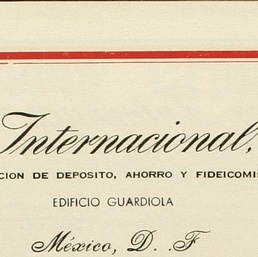 Internacional,
CION DE DEPOSITO, AHORRO Y FIDEICOMIS
EDIFICIO GUARDIOLA
México, D. F